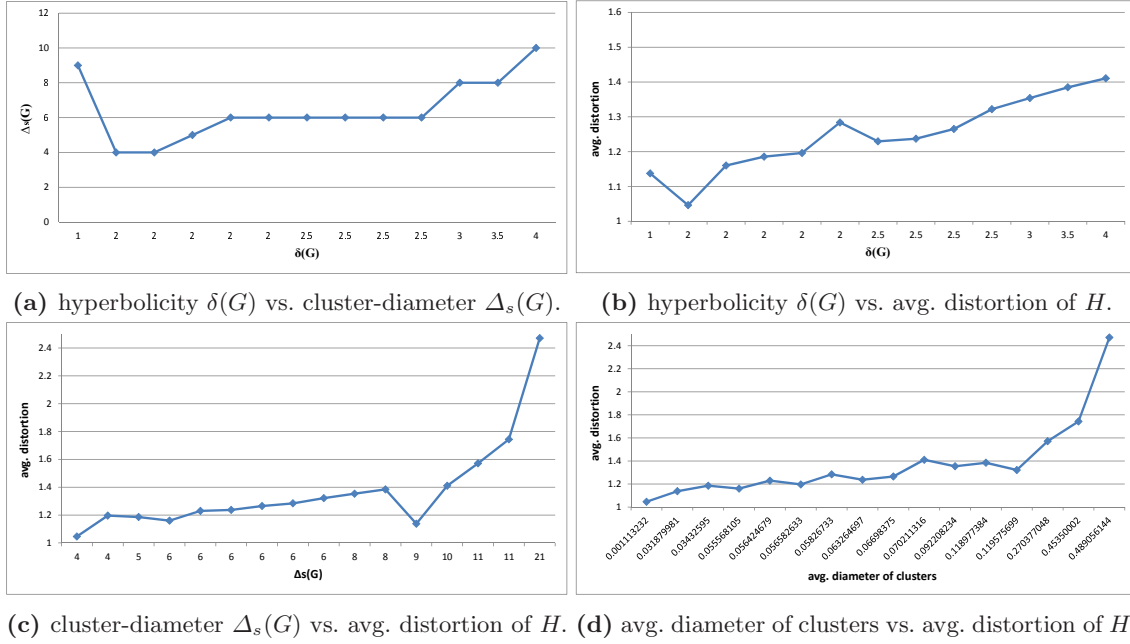 12
10
8
6
4
2
0
Δs(G)
1 2 2 2 2 2 2.5 2.5 2.5 2.5 3 3.5 4
δ(G)
1.6
1.5
1.4
1.3
1.2
1.1
1
avg. distortion
1 2 2 2 2 2 2.5 2.5 2.5 2.5 3 3.5 4
δ(G)
(a) hyperbolicity δ(G) vs. cluster-diameter Δs(G).
(b) hyperbolicity δ(G) vs. avg. distortion of H.
2.4
2.2
2
1.8
1.6
1.4
1.2
1
avg. distortion
4 4 5 6 6 6 6 6 6 8 8 9 10 11 11 21
Δs(G)
2.4
2.2
2
1.8
1.6
1.4
1.2
1
avg. distortion
0.001113232 0.031879981 0.03432595 0.055568105 0.056424679 0.056582633 0.05826733 0.063264697 0.06698375 0.070211316 0.092208234 0.118977384 0.119575699 0.270377048 0.45350002 0.489056144
avg. diameter of clusters
(c) cluster-diameter Δs(G) vs. avg. distortion of H.
(d) avg. diameter of clusters vs. avg. distortion of H